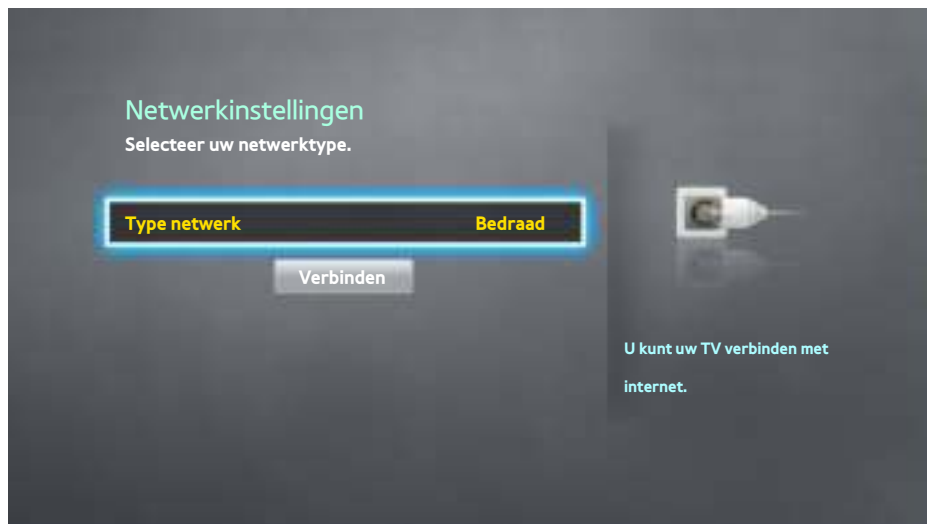 Netwerkinstellingen
Selecteer uw netwerktype.
Type netwerk Bedraad
Verbinden
U kunt uw TV verbinden met
internet.